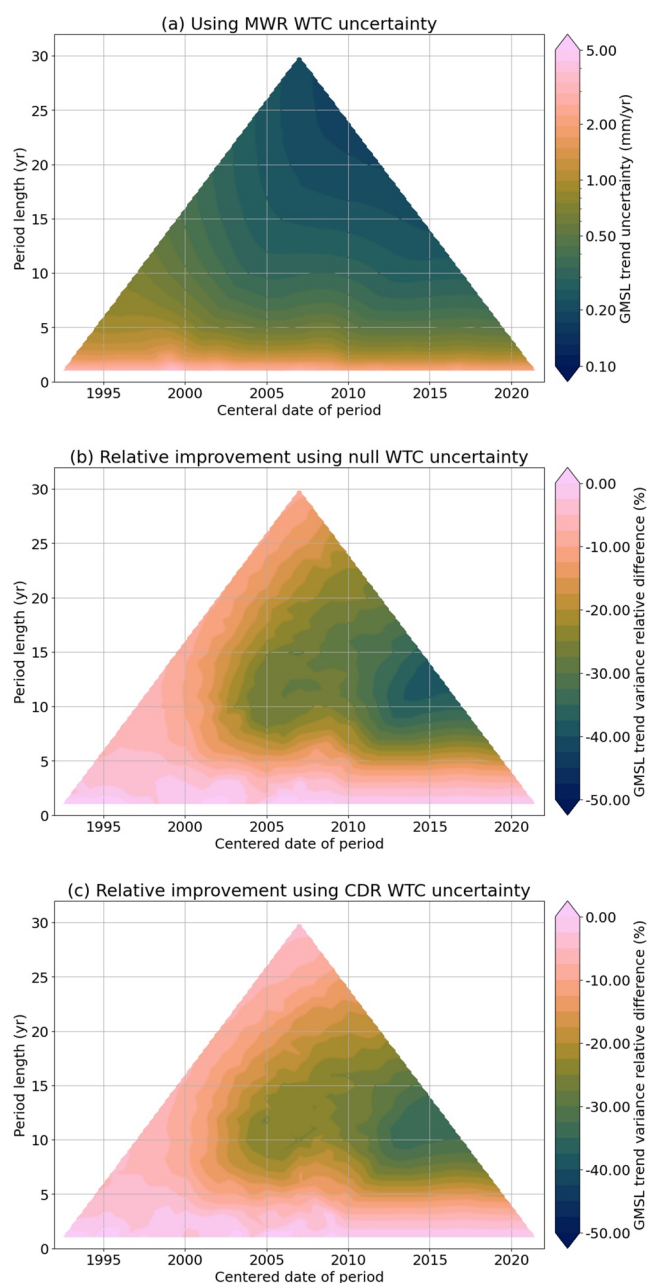 (a) Using MWR WTC uncertainty
30
25
20
15
10
5
0
Period length (yr)
1995 2000 2005 2010 2015 2020
Centeral date of period
5.00
2.00
1.00
0.50
0.20
0.10
GMSL trend uncertainty (mm/yr)
(b) Relative improvement using null WTC uncertainty
30
25
20
15
10
5
0
Period length (yr)
1995 2000 2005 2010 2015 2020
Centered date of period
0.00
-10.00
-20.00
-30.00
-40.00
-50.00
GMSL trend variance relative difference (%)
(c) Relative improvement using CDR WTC uncertainty
30
25
20
15
10
5
0
Period length (yr)
1995 2000 2005 2010 2015 2020
Centered date of period
0.00
-10.00
-20.00
-30.00
-40.00
-50.00
GMSL trend variance relative difference (%)